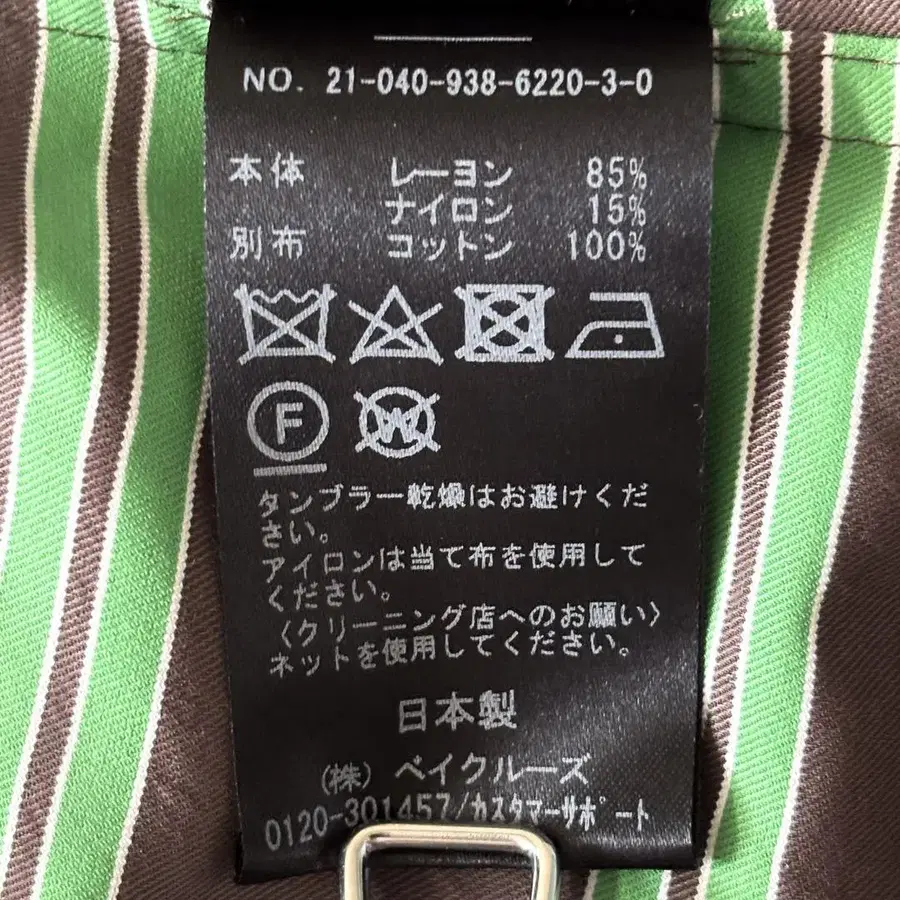 NO. 21-040-938-6220-3-0
本体 レーヨン 85%
ナイロン 15%
別布 コットン 100%
F W
タンブラー乾燥はお避けくだ
さい。
アイロンは当て布を使用して
ください。
〈クリーニング店へのお願い〉
ネットを使用してください。
日本製
(株) ベイクルーズ
0120-301457/カスタマーサポート